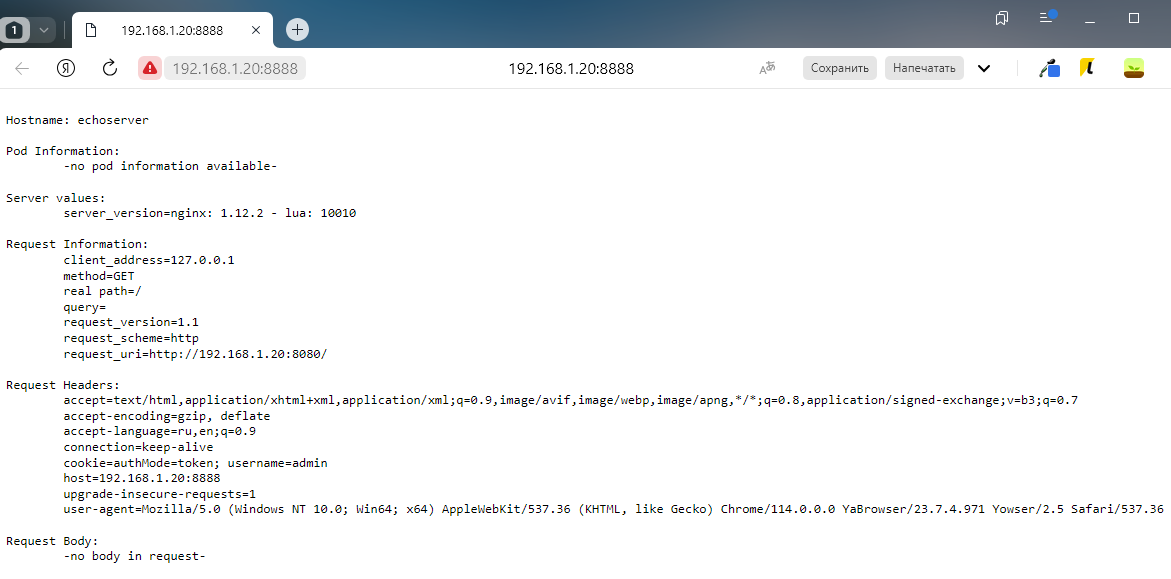 1
192.168.1.20:8888
Я
192.168.1.20:8888
192.168.1.20:8888
Сохранить
Напечатать
Hostname: echoserver
Pod Information:
-no pod information available-
Server values:
server_version=nginx: 1.12.2 - lua: 10010
Request Information:
client_address=127.0.0.1
method=GET
real path=/
query=
request_version=1.1
request_scheme=http
request_uri=http://192.168.1.20:8080/
Request Headers:
accept=text/html,application/xhtml+xml,application/xml;q=0.9,image/avif,image/webp,image/apng,*/*;q=0.8,application/signed-exchange;v=b3;q=0.7
accept-encoding=gzip, deflate
accept-language=ru,en;q=0.9
connection=keep-alive
cookie=authMode=token; username=admin
host=192.168.1.20:8888
upgrade-insecure-requests=1
user-agent=Mozilla/5.0 (Windows NT 10.0; Win64; x64) AppleWebKit/537.36 (KHTML, like Gecko) Chrome/114.0.0.0 YaBrowser/23.7.4.971 Yowser/2.5 Safari/537.36
Request Body:
-no body in request-